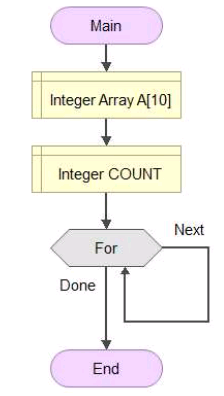 Main
Integer Array A[10]
Integer COUNT
Next
For
Done
End